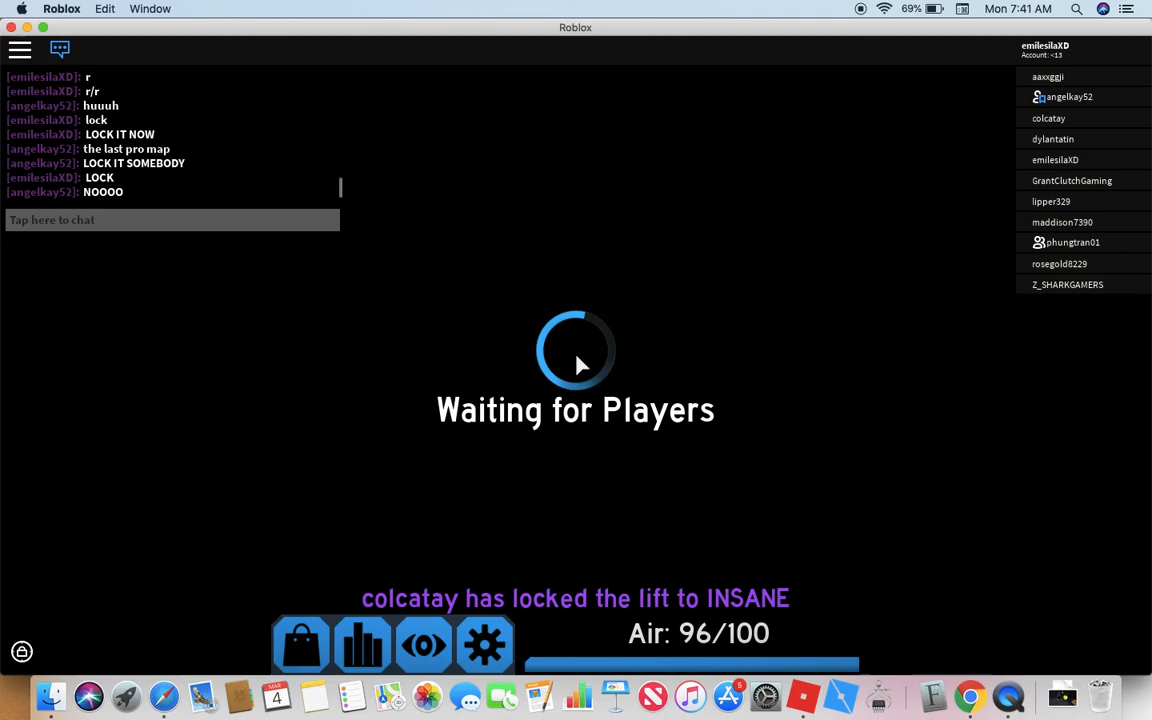 Roblox Edit Window 69% Mon 7:41 AM
Roblox
emilesilaXD
Account: <13
[emilesilaXD]: r
[emilesilaXD]: r/r
[angelkay52]: huuuh
[emilesilaXD]: lock
[emilesilaXD]: LOCK IT NOW
[angelkay52]: the last pro map
[angelkay52]: LOCK IT SOMEBODY
[emilesilaXD]: LOCK
[angelkay52]: NOOOO
Tap here to chat
aaxxggji
angelkay52
colcatay
dylantatin
emilesilaXD
GrantClutchGaming
lipper329
maddison7390
phungtran01
rosegold8229
Z_SHARKGAMERS
Waiting for Players
colcatay has locked the lift to INSANE
Air: 96/100
MAR
4
5